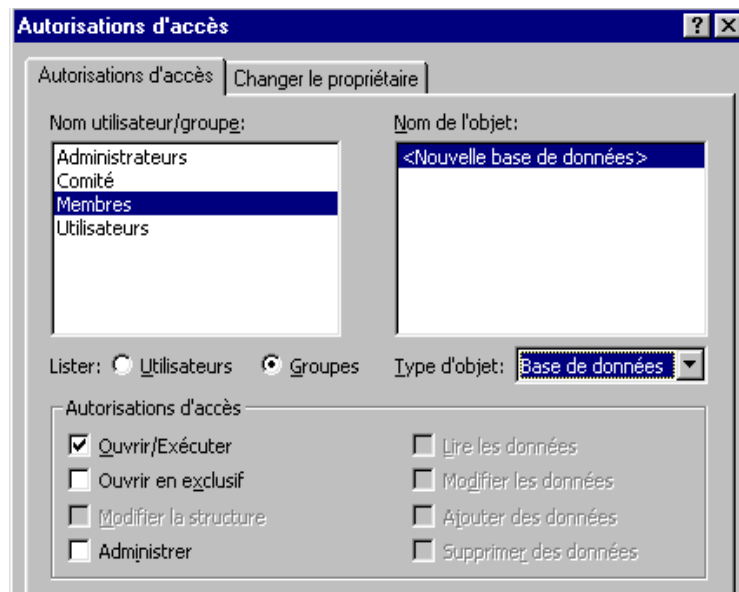 Autorisations d'accès
Autorisations d'accès Changer le propriétaire
Nom utilisateur/groupe: Nom de l'objet:
Administrateurs <Nouvelle base de données>
Comité
Membres
Utilisateurs
Lister: Utilisateurs Groupes Type d'objet: Base de données
Autorisations d'accès
Ouvrir/Exécuter Lire les données
Ouvrir en exclusif Modifier les données
Modifier la structure Ajouter des données
Administrer Supprimer des données